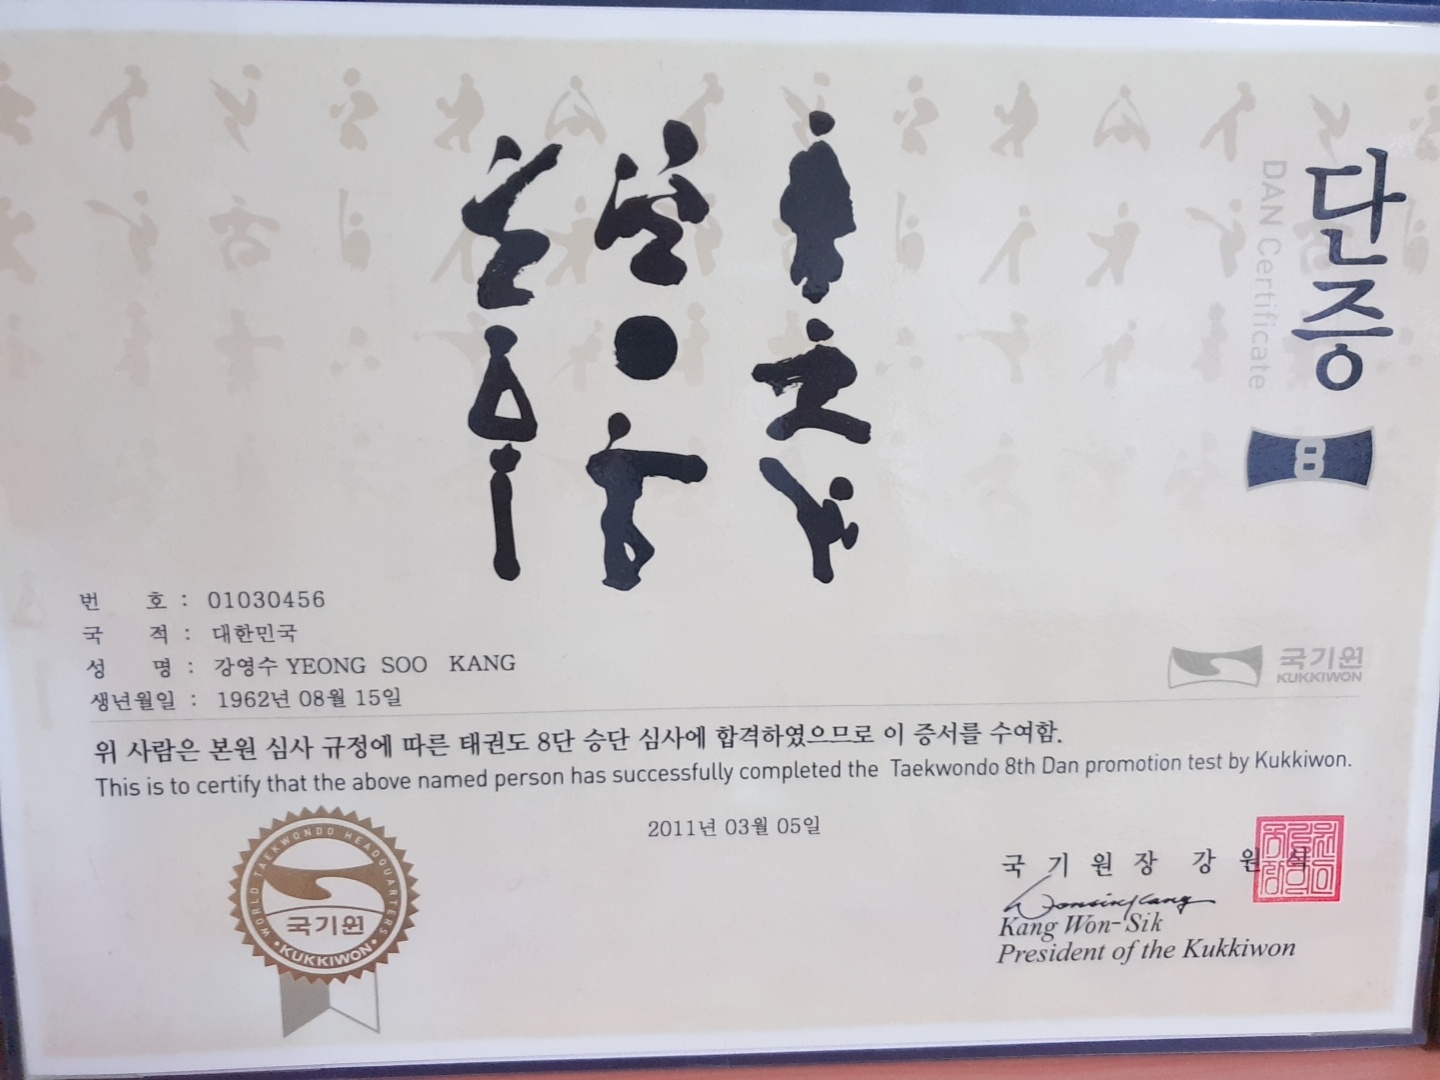 단증
DAN Certificate
8
번 호 : 01030456
국 적 : 대한민국
성 명 : 강영수 YEONG SOO KANG
생년월일 : 1962년 08월 15일
국기원
KUKKIWON
위 사람은 본원 심사 규정에 따른 태권도 8단 승단 심사에 합격하였으므로 이 증서를 수여함.
This is to certify that the above named person has successfully completed the Taekwondo 8th Dan promotion test by Kukkiwon.
2011년 03월 05일
WORLD TAEKWONDO HEADQUARTERS
국기원
KUKKIWON
국 기 원 장 강 원 식
Kang Won-Sik
President of the Kukkiwon